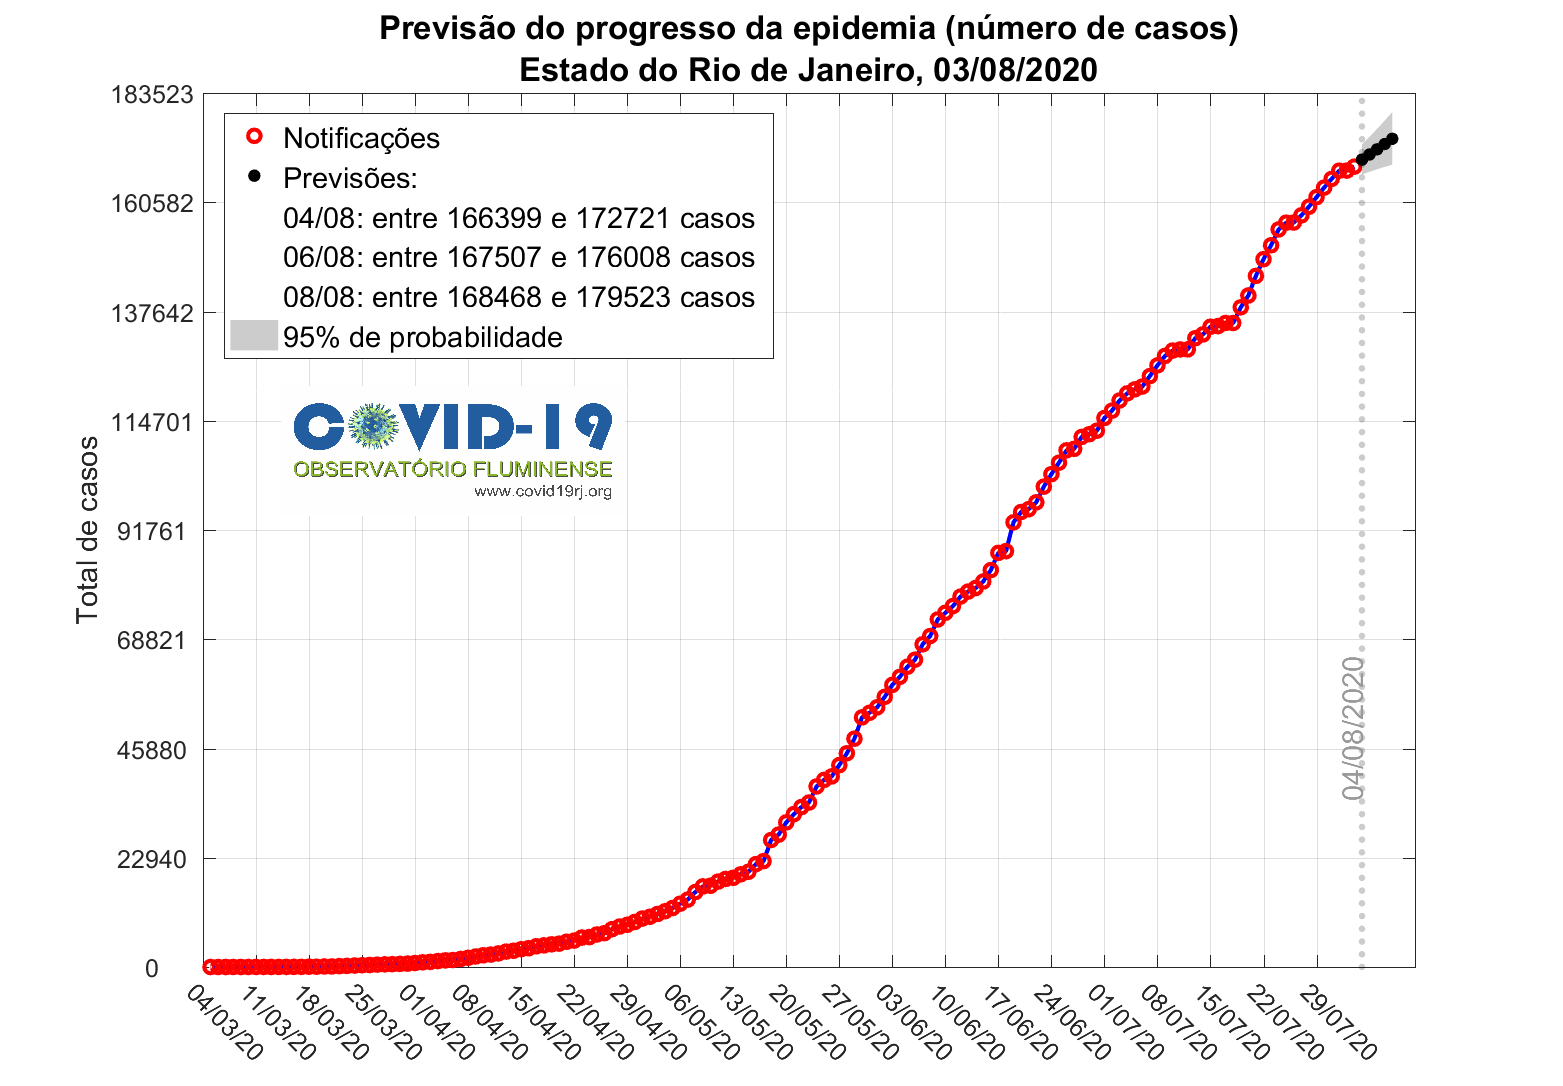 Previsão do progresso da epidemia (número de casos)
Estado do Rio de Janeiro, 03/08/2020
183523
160582
137642
114701
91761
68821
45880
22940
0
Total de casos
Notificações
Previsões:
04/08: entre 166399 e 172721 casos
06/08: entre 167507 e 176008 casos
08/08: entre 168468 e 179523 casos
95% de probabilidade
COVID-19
OBSERVATÓRIO FLUMINENSE
www.covid19rj.org
04/08/2020
04/03/20
11/03/20
18/03/20
25/03/20
01/04/20
08/04/20
15/04/20
22/04/20
29/04/20
06/05/20
13/05/20
20/05/20
27/05/20
03/06/20
10/06/20
17/06/20
24/06/20
01/07/20
08/07/20
15/07/20
22/07/20
29/07/20